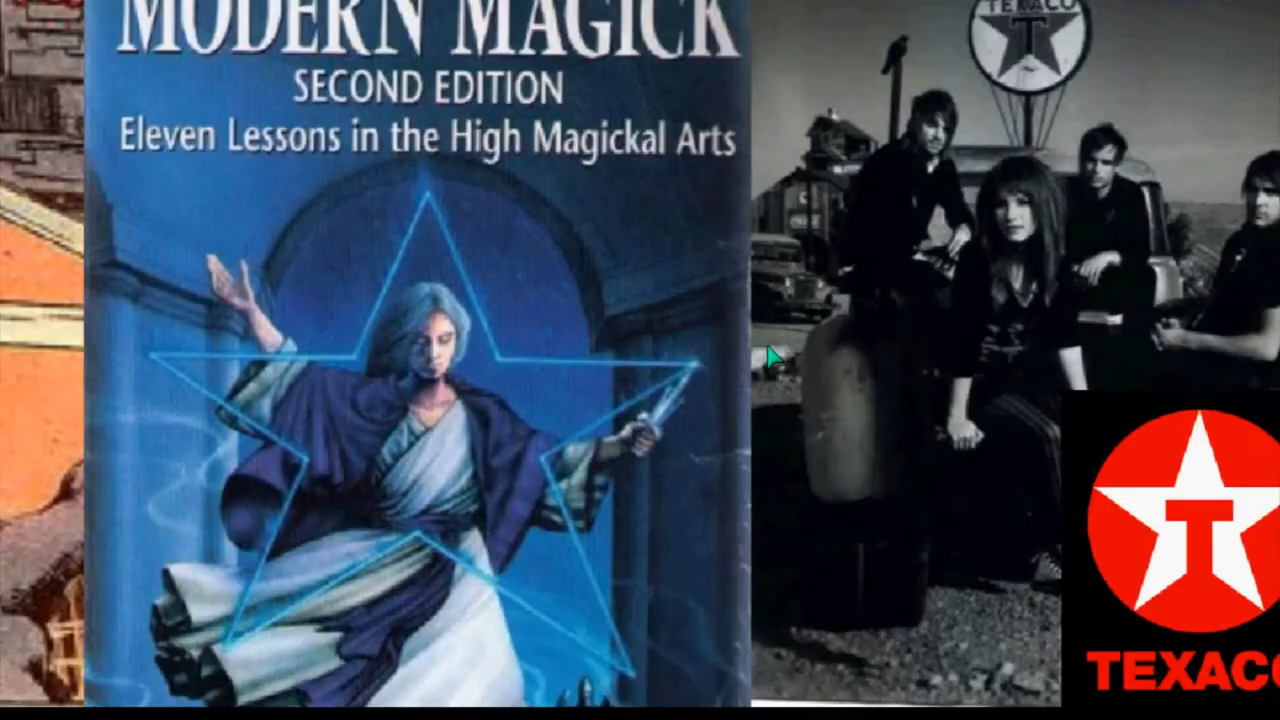 MODERN MAGICK
SECOND EDITION
Eleven Lessons in the High Magickal Arts
TEXACO
T
T
TEXACO